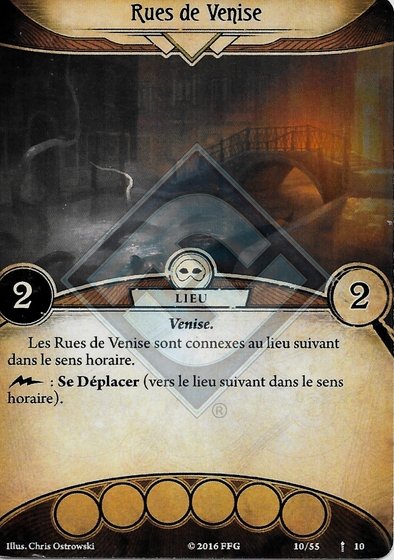 Rues de Venise
2
LIEU
2
Venise.
Les Rues de Venise sont connexes au lieu suivant
dans le sens horaire.
: Se Déplacer (vers le lieu suivant dans le sens
horaire).
®
Illus. Chris Ostrowski
© 2016 FFG
10/55
10